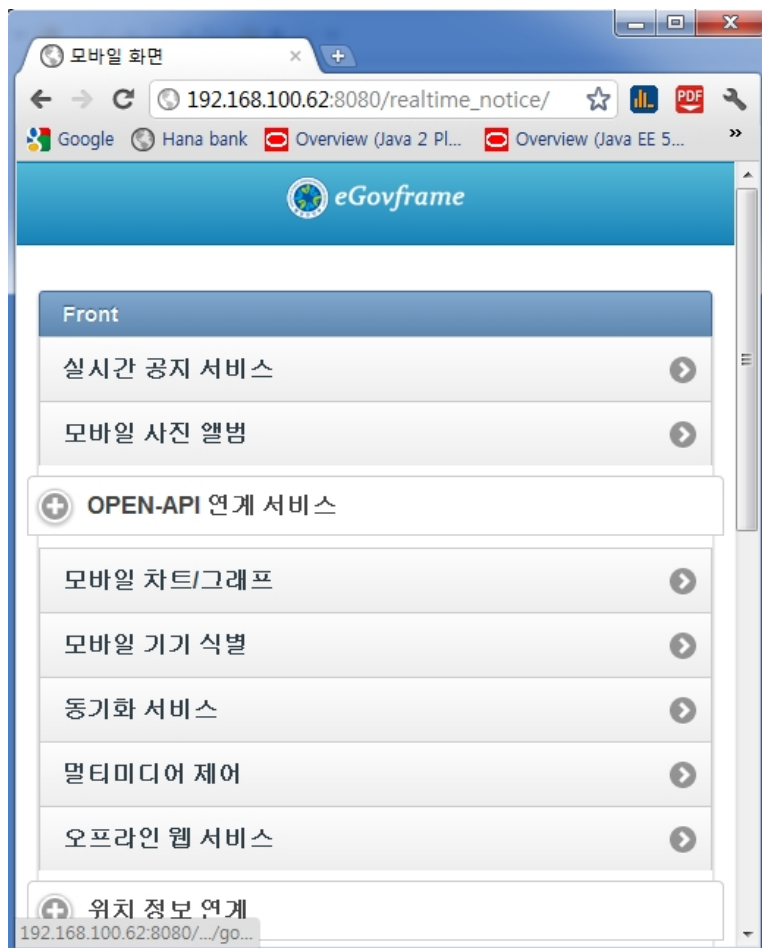 모바일 화면
192.168.100.62:8080/realtime_notice/
PDF
Google Hana bank Overview (Java 2 Pl... Overview (Java EE 5... »
eGovframe
Front
실시간 공지 서비스
모바일 사진 앨범
OPEN-API 연계 서비스
모바일 차트/그래프
모바일 기기 식별
동기화 서비스
멀티미디어 제어
오프라인 웹 서비스
위치 정보 연계
192.168.100.62:8080/.../go...